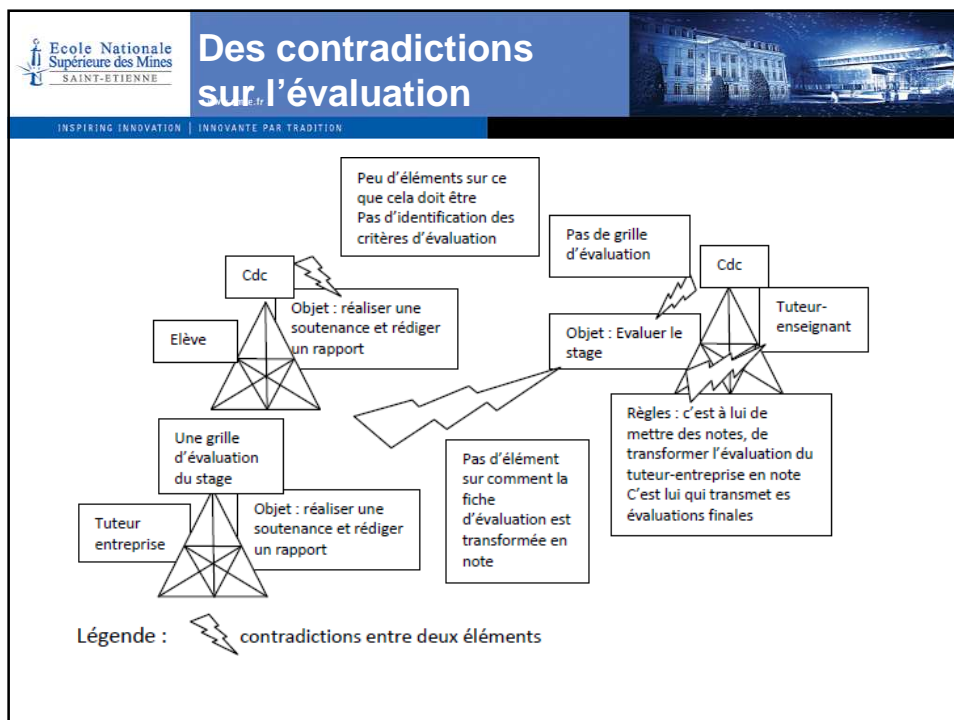 Ecole Nationale
Supérieure des Mines
SAINT-ETIENNE
Des contradictions
sur l'évaluation
INSPIRING INNOVATION | INNOVANTE PAR TRADITION
Peu d'éléments sur ce
que cela doit être
Pas d'identification des
critères d'évaluation
Cdc
Objet : réaliser une
soutenance et rédiger
un rapport
Elève
Pas de grille
d'évaluation
Cdc
Tuteur-
enseignant
Objet : Evaluer le
stage
Règles : c'est à lui de
mettre des notes, de
transformer l'évaluation du
tuteur-entreprise en note
C'est lui qui transmet es
évaluations finales
Une grille
d'évaluation
du stage
Tuteur
entreprise
Objet : réaliser une
soutenance et rédiger
un rapport
Pas d'élément
sur comment la
fiche
d'évaluation est
transformée en
note
Légende :
contradictions entre deux éléments